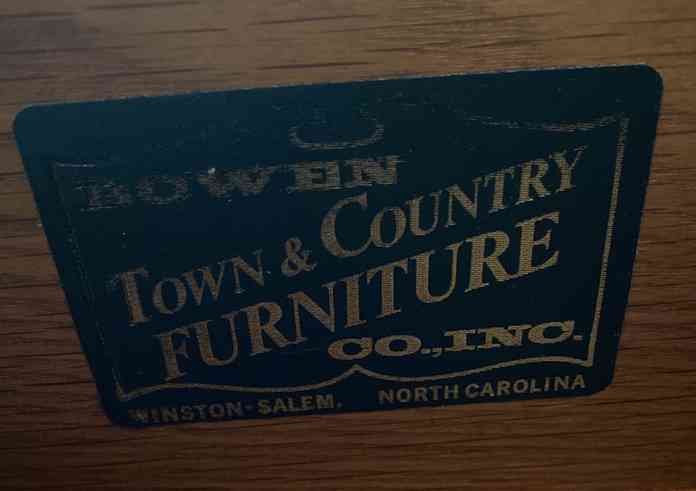 BOWEN
TOWN & COUNTRY
FURNITURE
CO., INC.
WINSTON-SALEM, NORTH CAROLINA